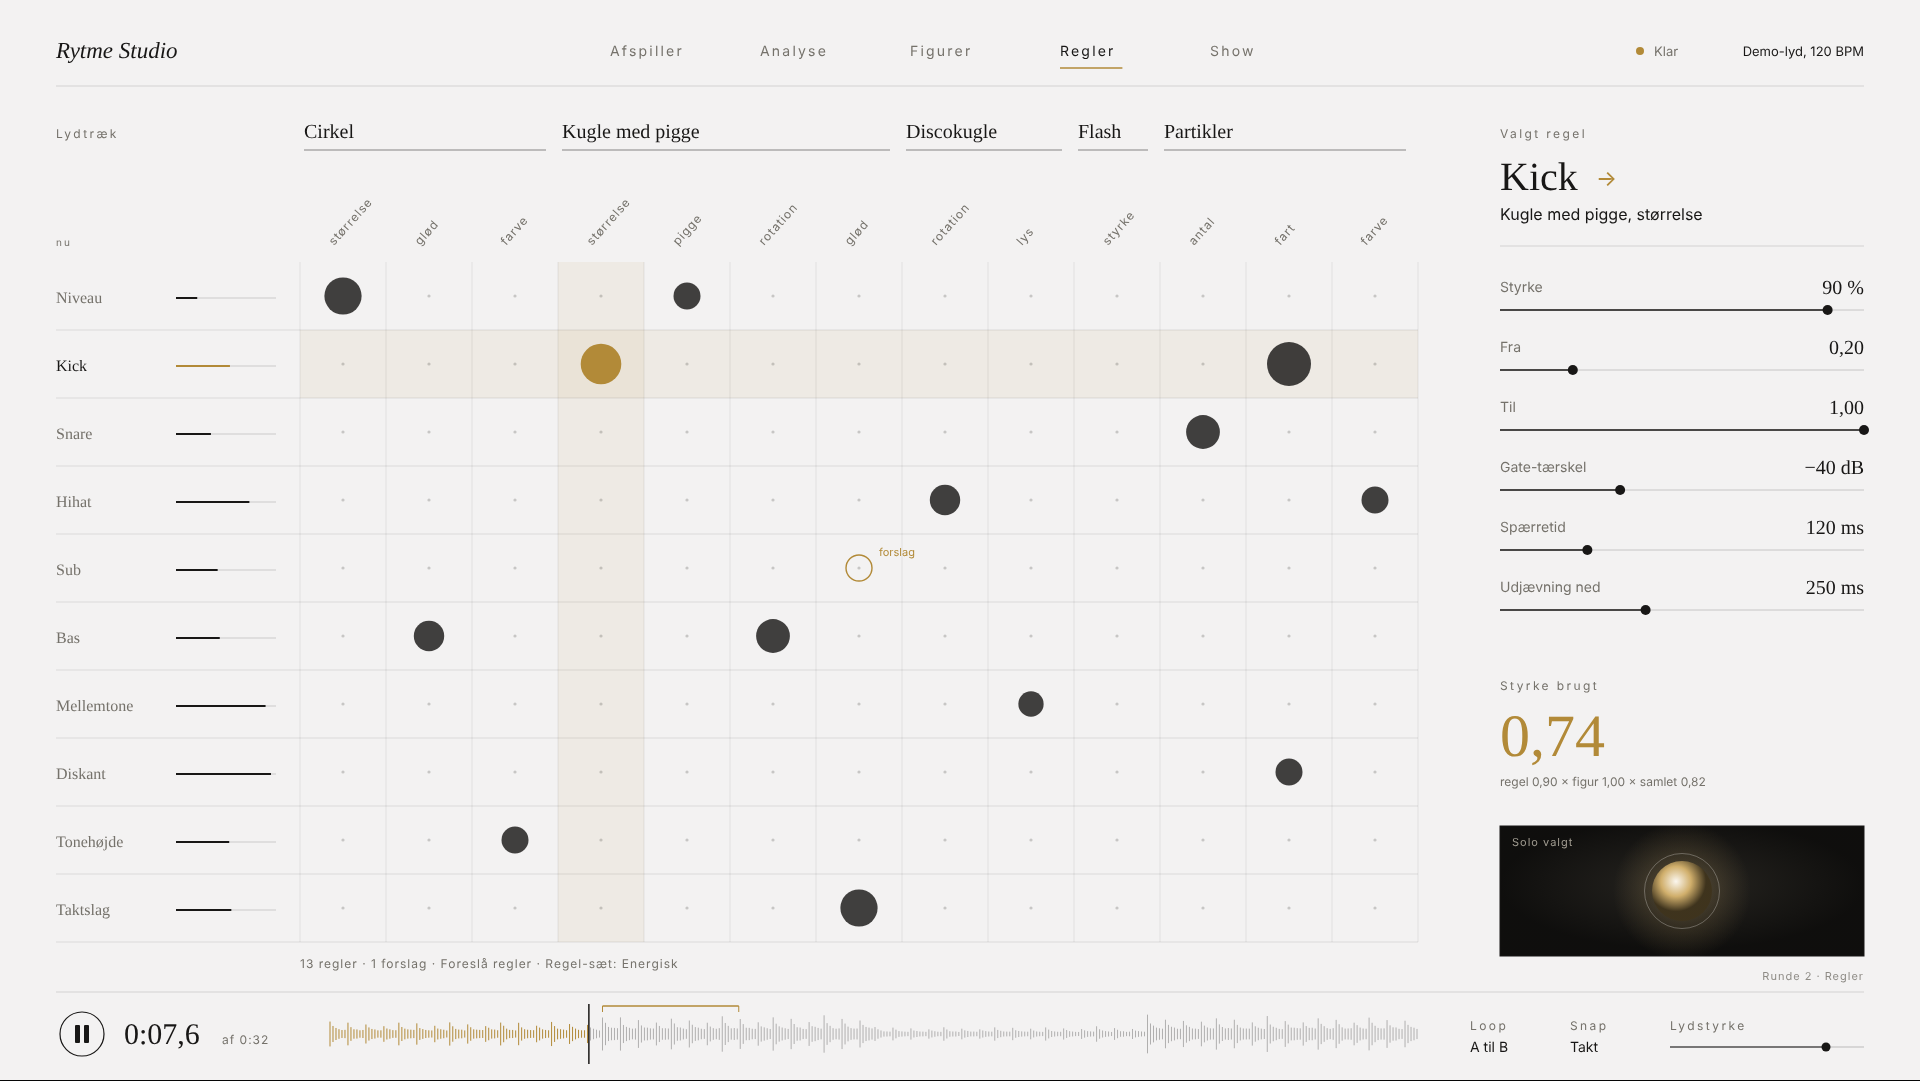 Rytme Studio
Afspiller
Analyse
Figurer
Regler
Show
Klar
Demo-lyd, 120 BPM
Lydtræk
Cirkel
Kugle med pigge
Discokugle
Flash
Partikler
nu
størrelse
glød
farve
størrelse
pigge
rotation
glød
rotation
lys
styrke
antal
fart
farve
Niveau
Kick
Snare
Hihat
Sub
forslag
Bas
Mellemtone
Diskant
Tonehøjde
Taktslag
13 regler · 1 forslag · Foreslå regler · Regel-sæt: Energisk
Valgt regel
Kick →
Kugle med pigge, størrelse
Styrke 90 %
Fra 0,20
Til 1,00
Gate-tærskel −40 dB
Spærretid 120 ms
Udjævning ned 250 ms
Styrke brugt
0,74
regel 0,90 × figur 1,00 × samlet 0,82
Solo valgt
Runde 2 · Regler
0:07,6 af 0:32
Loop
A til B
Snap
Takt
Lydstyrke